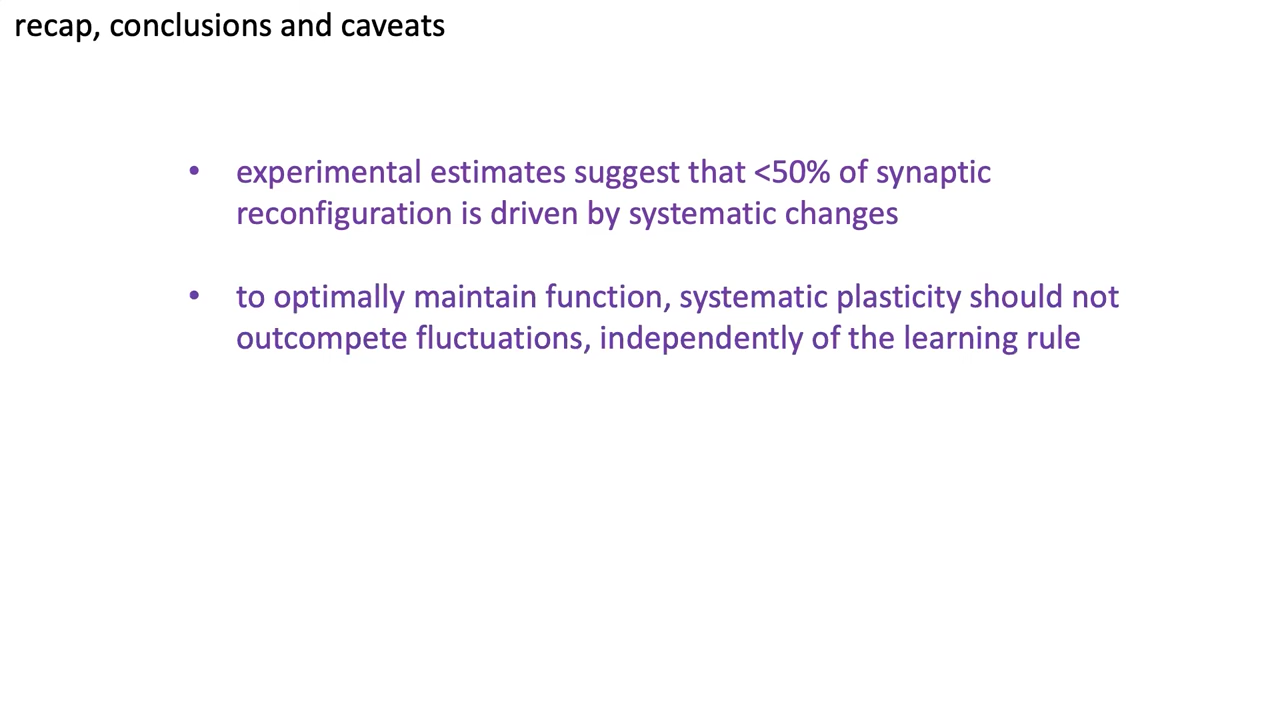 recap, conclusions and caveats
• experimental estimates suggest that <50% of synaptic
reconfiguration is driven by systematic changes
• to optimally maintain function, systematic plasticity should not
outcompete fluctuations, independently of the learning rule